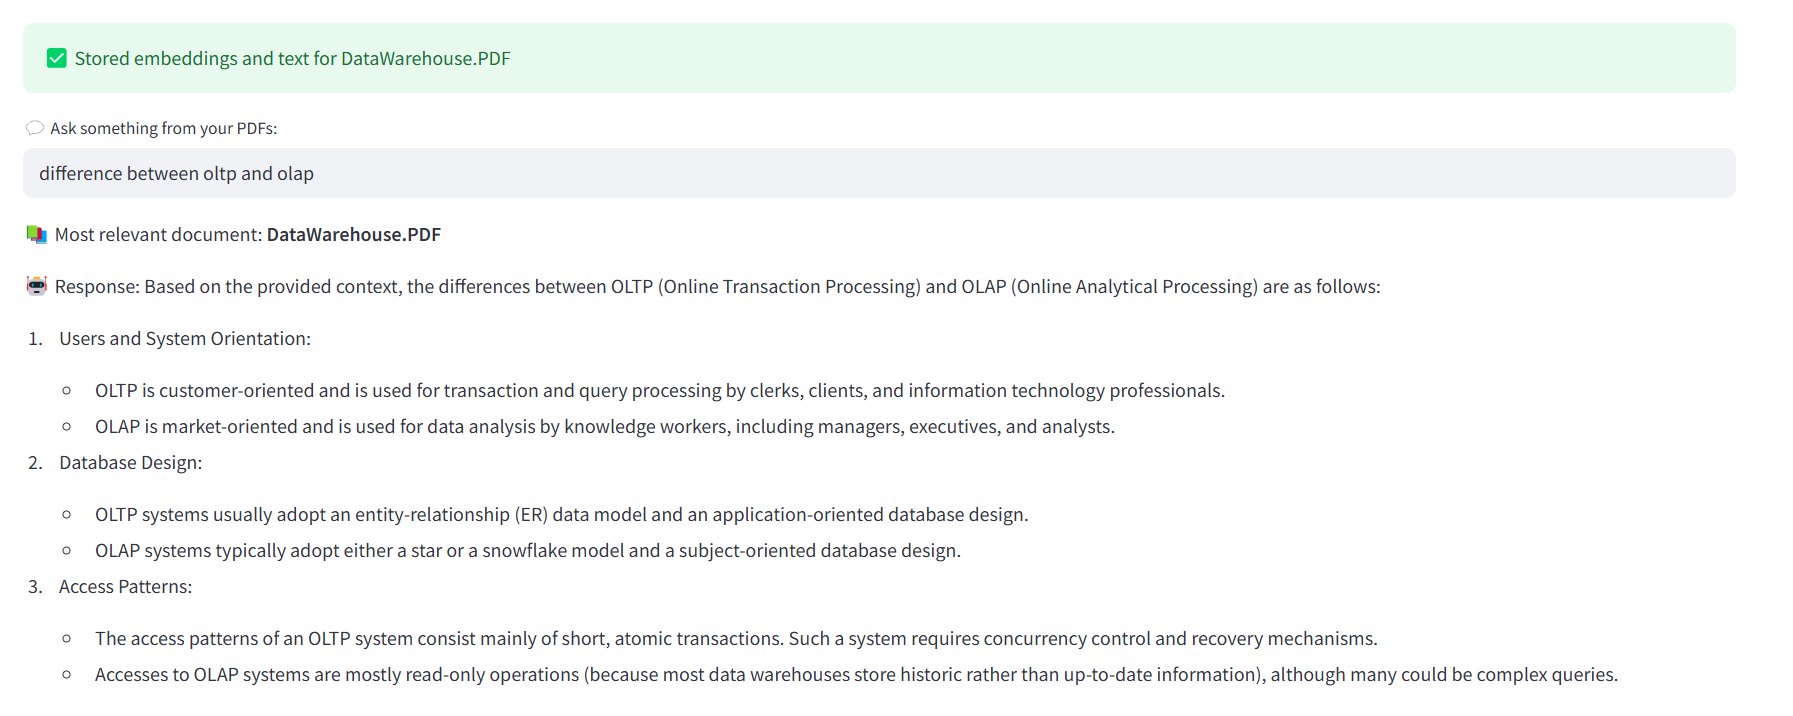 ✅ Stored embeddings and text for DataWarehouse.PDF
💬 Ask something from your PDFs:
difference between oltp and olap
📚 Most relevant document: DataWarehouse.PDF
🤖 Response: Based on the provided context, the differences between OLTP (Online Transaction Processing) and OLAP (Online Analytical Processing) are as follows:
1. Users and System Orientation:
○ OLTP is customer-oriented and is used for transaction and query processing by clerks, clients, and information technology professionals.
○ OLAP is market-oriented and is used for data analysis by knowledge workers, including managers, executives, and analysts.
2. Database Design:
○ OLTP systems usually adopt an entity-relationship (ER) data model and an application-oriented database design.
○ OLAP systems typically adopt either a star or a snowflake model and a subject-oriented database design.
3. Access Patterns:
○ The access patterns of an OLTP system consist mainly of short, atomic transactions. Such a system requires concurrency control and recovery mechanisms.
○ Accesses to OLAP systems are mostly read-only operations (because most data warehouses store historic rather than up-to-date information), although many could be complex queries.